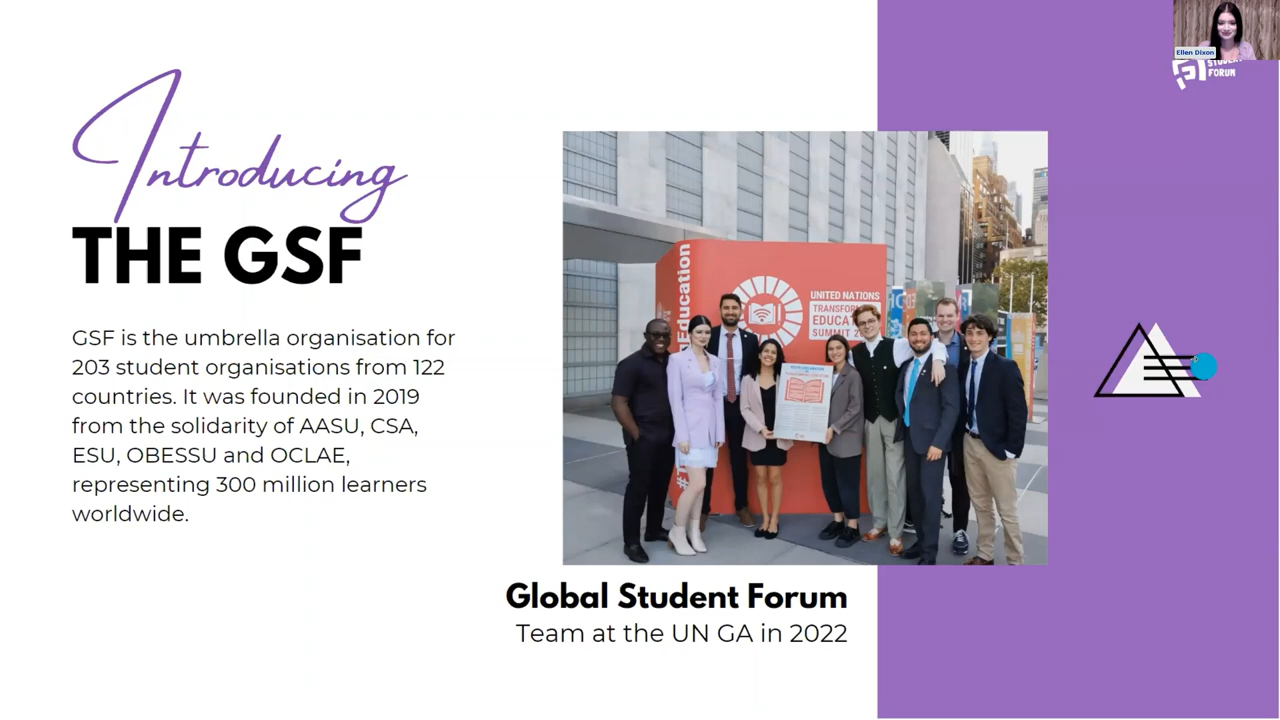 Ellen Dixon
FORUM
Introducing
THE GSF
GSF is the umbrella organisation for
203 student organisations from 122
countries. It was founded in 2019
from the solidarity of AASU, CSA,
ESU, OBESSU and OCLAE,
representing 300 million learners
worldwide.
Education
UNITED NATIONS
SUMMIT
Global Student Forum
Team at the UN GA in 2022